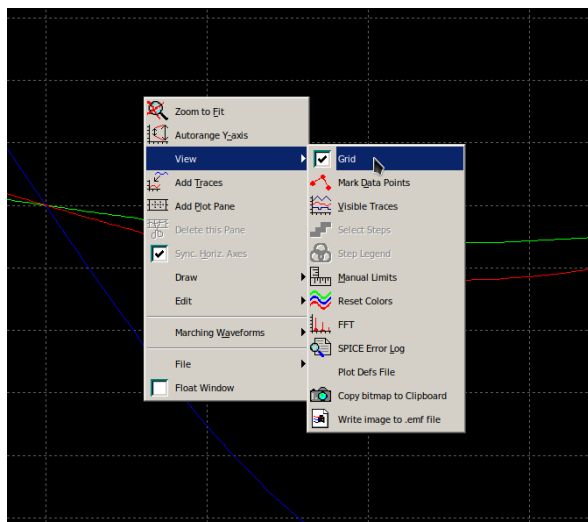 Zoom to Fit
Autorange Y-axis
View
Add Traces
Add Plot Pane
Delete this Pane
Sync. Horiz. Axes
Draw
Edit
Marching Waveforms
File
Float Window
Grid
Mark Data Points
Visible Traces
Select Steps
Step Legend
Manual Limits
Reset Colors
FFT
SPICE Error Log
Plot Defs File
Copy bitmap to Clipboard
Write image to .emf file